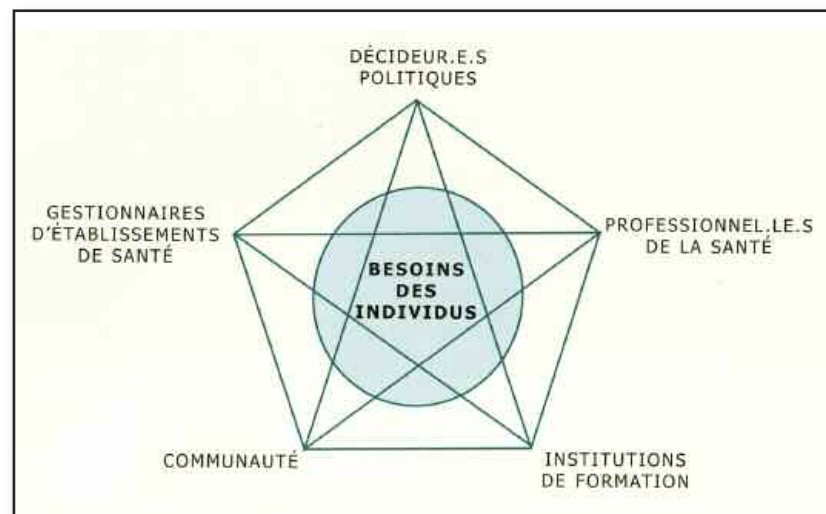 DÉCIDEUR.E.S
POLITIQUES
GESTIONNAIRES
D'ÉTABLISSEMENTS
DE SANTÉ
PROFESSIONNEL.LE.S
DE LA SANTÉ
BESOINS
DES
INDIVIDUS
COMMUNAUTÉ
INSTITUTIONS
DE FORMATION